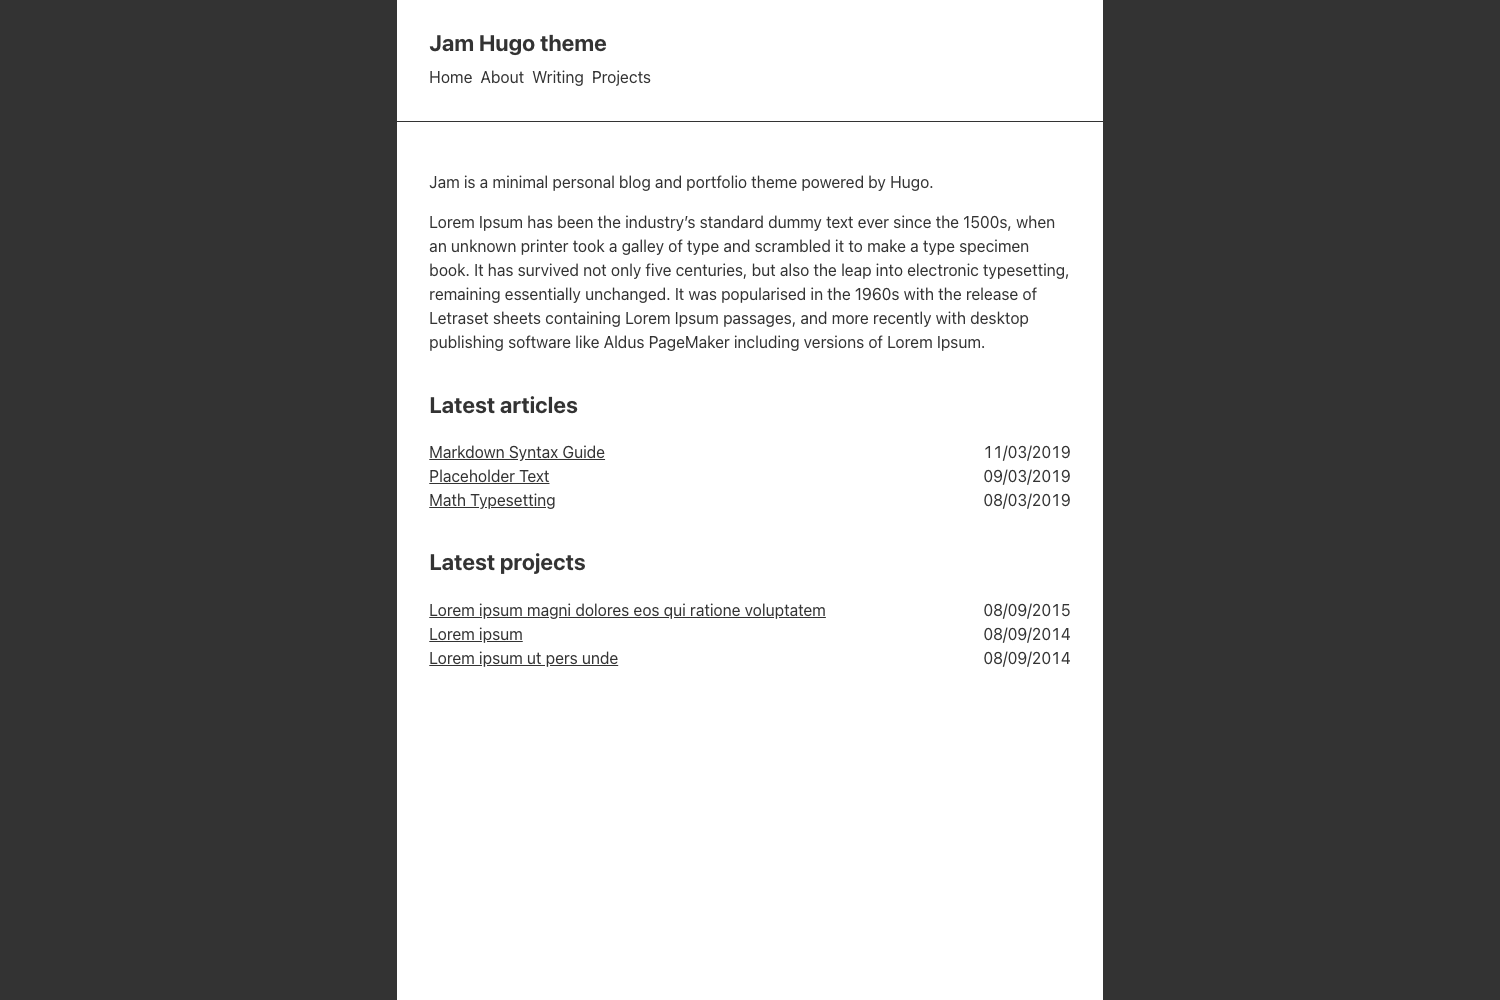 Jam Hugo theme
Home About Writing Projects
Jam is a minimal personal blog and portfolio theme powered by Hugo.
Lorem Ipsum has been the industry’s standard dummy text ever since the 1500s, when
an unknown printer took a galley of type and scrambled it to make a type specimen
book. It has survived not only five centuries, but also the leap into electronic typesetting,
remaining essentially unchanged. It was popularised in the 1960s with the release of
Letraset sheets containing Lorem Ipsum passages, and more recently with desktop
publishing software like Aldus PageMaker including versions of Lorem Ipsum.
Latest articles
Markdown Syntax Guide 11/03/2019
Placeholder Text 09/03/2019
Math Typesetting 08/03/2019
Latest projects
Lorem ipsum magni dolores eos qui ratione voluptatem 08/09/2015
Lorem ipsum 08/09/2014
Lorem ipsum ut pers unde 08/09/2014